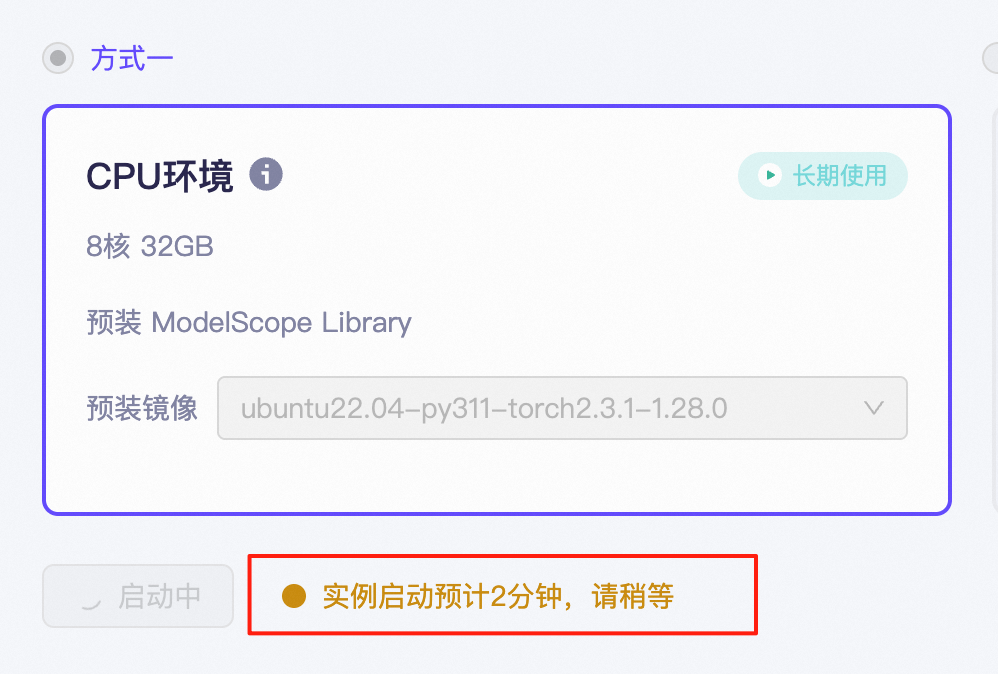 方式一
CPU环境
长期使用
8核 32GB
预装 ModelScope Library
预装镜像 ubuntu22.04-py311-torch2.3.1-1.28.0
启动中
实例启动预计2分钟，请稍等